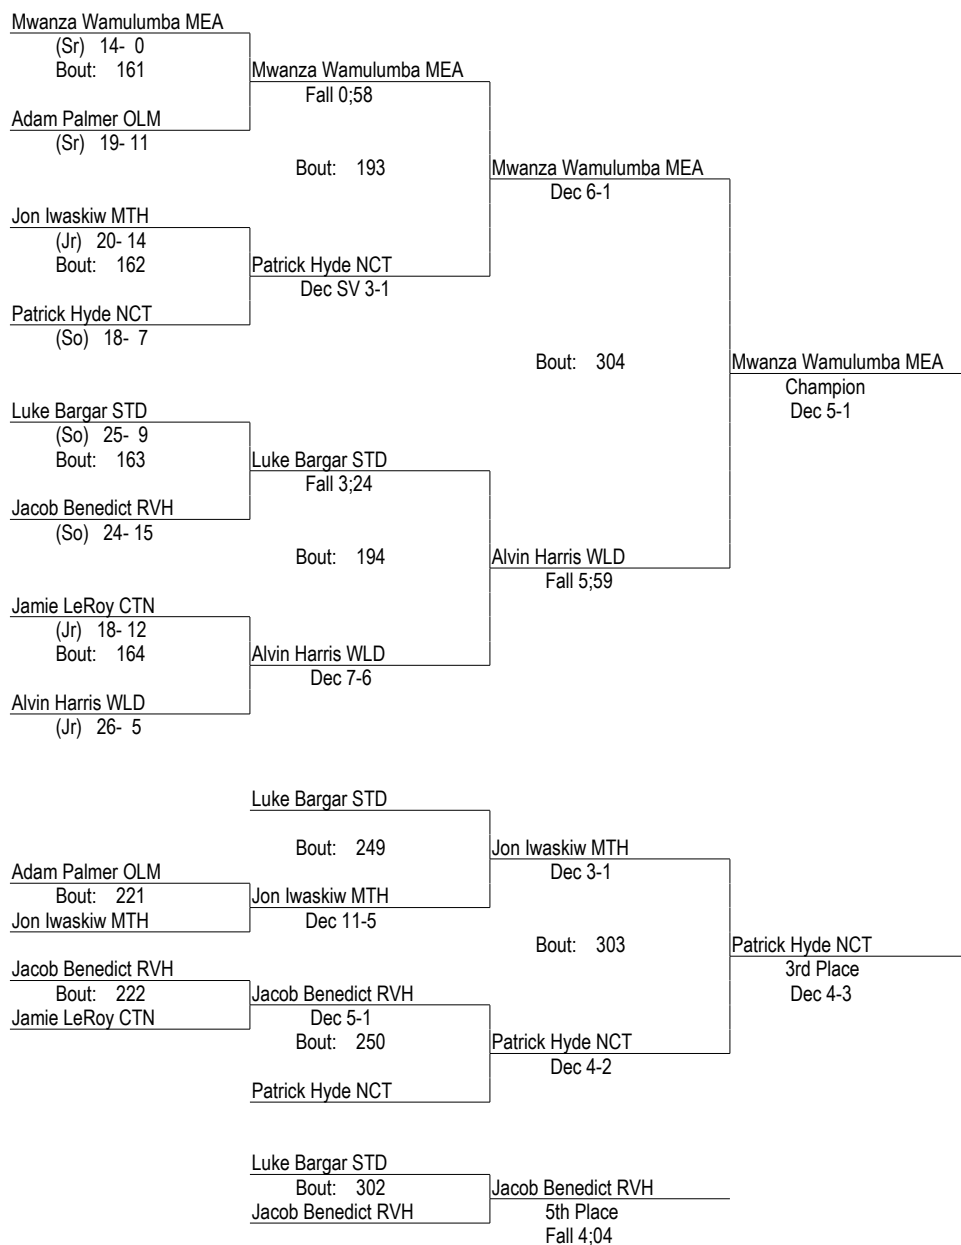 Mwanza Wamulumba MEA
(Sr) 14- 0
Bout: 161
Mwanza Wamulumba MEA
Fall 0;58
Adam Palmer OLM
(Sr) 19- 11
Bout: 193
Mwanza Wamulumba MEA
Dec 6-1
Jon Iwaskiw MTH
(Jr) 20- 14
Bout: 162
Patrick Hyde NCT
Dec SV 3-1
Patrick Hyde NCT
(So) 18- 7
Bout: 304
Mwanza Wamulumba MEA
Champion
Dec 5-1
Luke Bargar STD
(So) 25- 9
Bout: 163
Luke Bargar STD
Fall 3;24
Jacob Benedict RVH
(So) 24- 15
Bout: 194
Alvin Harris WLD
Fall 5;59
Jamie LeRoy CTN
(Jr) 18- 12
Bout: 164
Alvin Harris WLD
Dec 7-6
Alvin Harris WLD
(Jr) 26- 5
Luke Bargar STD
Bout: 249
Jon Iwaskiw MTH
Dec 3-1
Adam Palmer OLM
Bout: 221
Jon Iwaskiw MTH
Jon Iwaskiw MTH
Dec 11-5
Bout: 303
Patrick Hyde NCT
3rd Place
Dec 4-3
Jacob Benedict RVH
Bout: 222
Jamie LeRoy CTN
Jacob Benedict RVH
Dec 5-1
Bout: 250
Patrick Hyde NCT
Dec 4-2
Patrick Hyde NCT
Luke Bargar STD
Bout: 302
Jacob Benedict RVH
Jacob Benedict RVH
5th Place
Fall 4;04